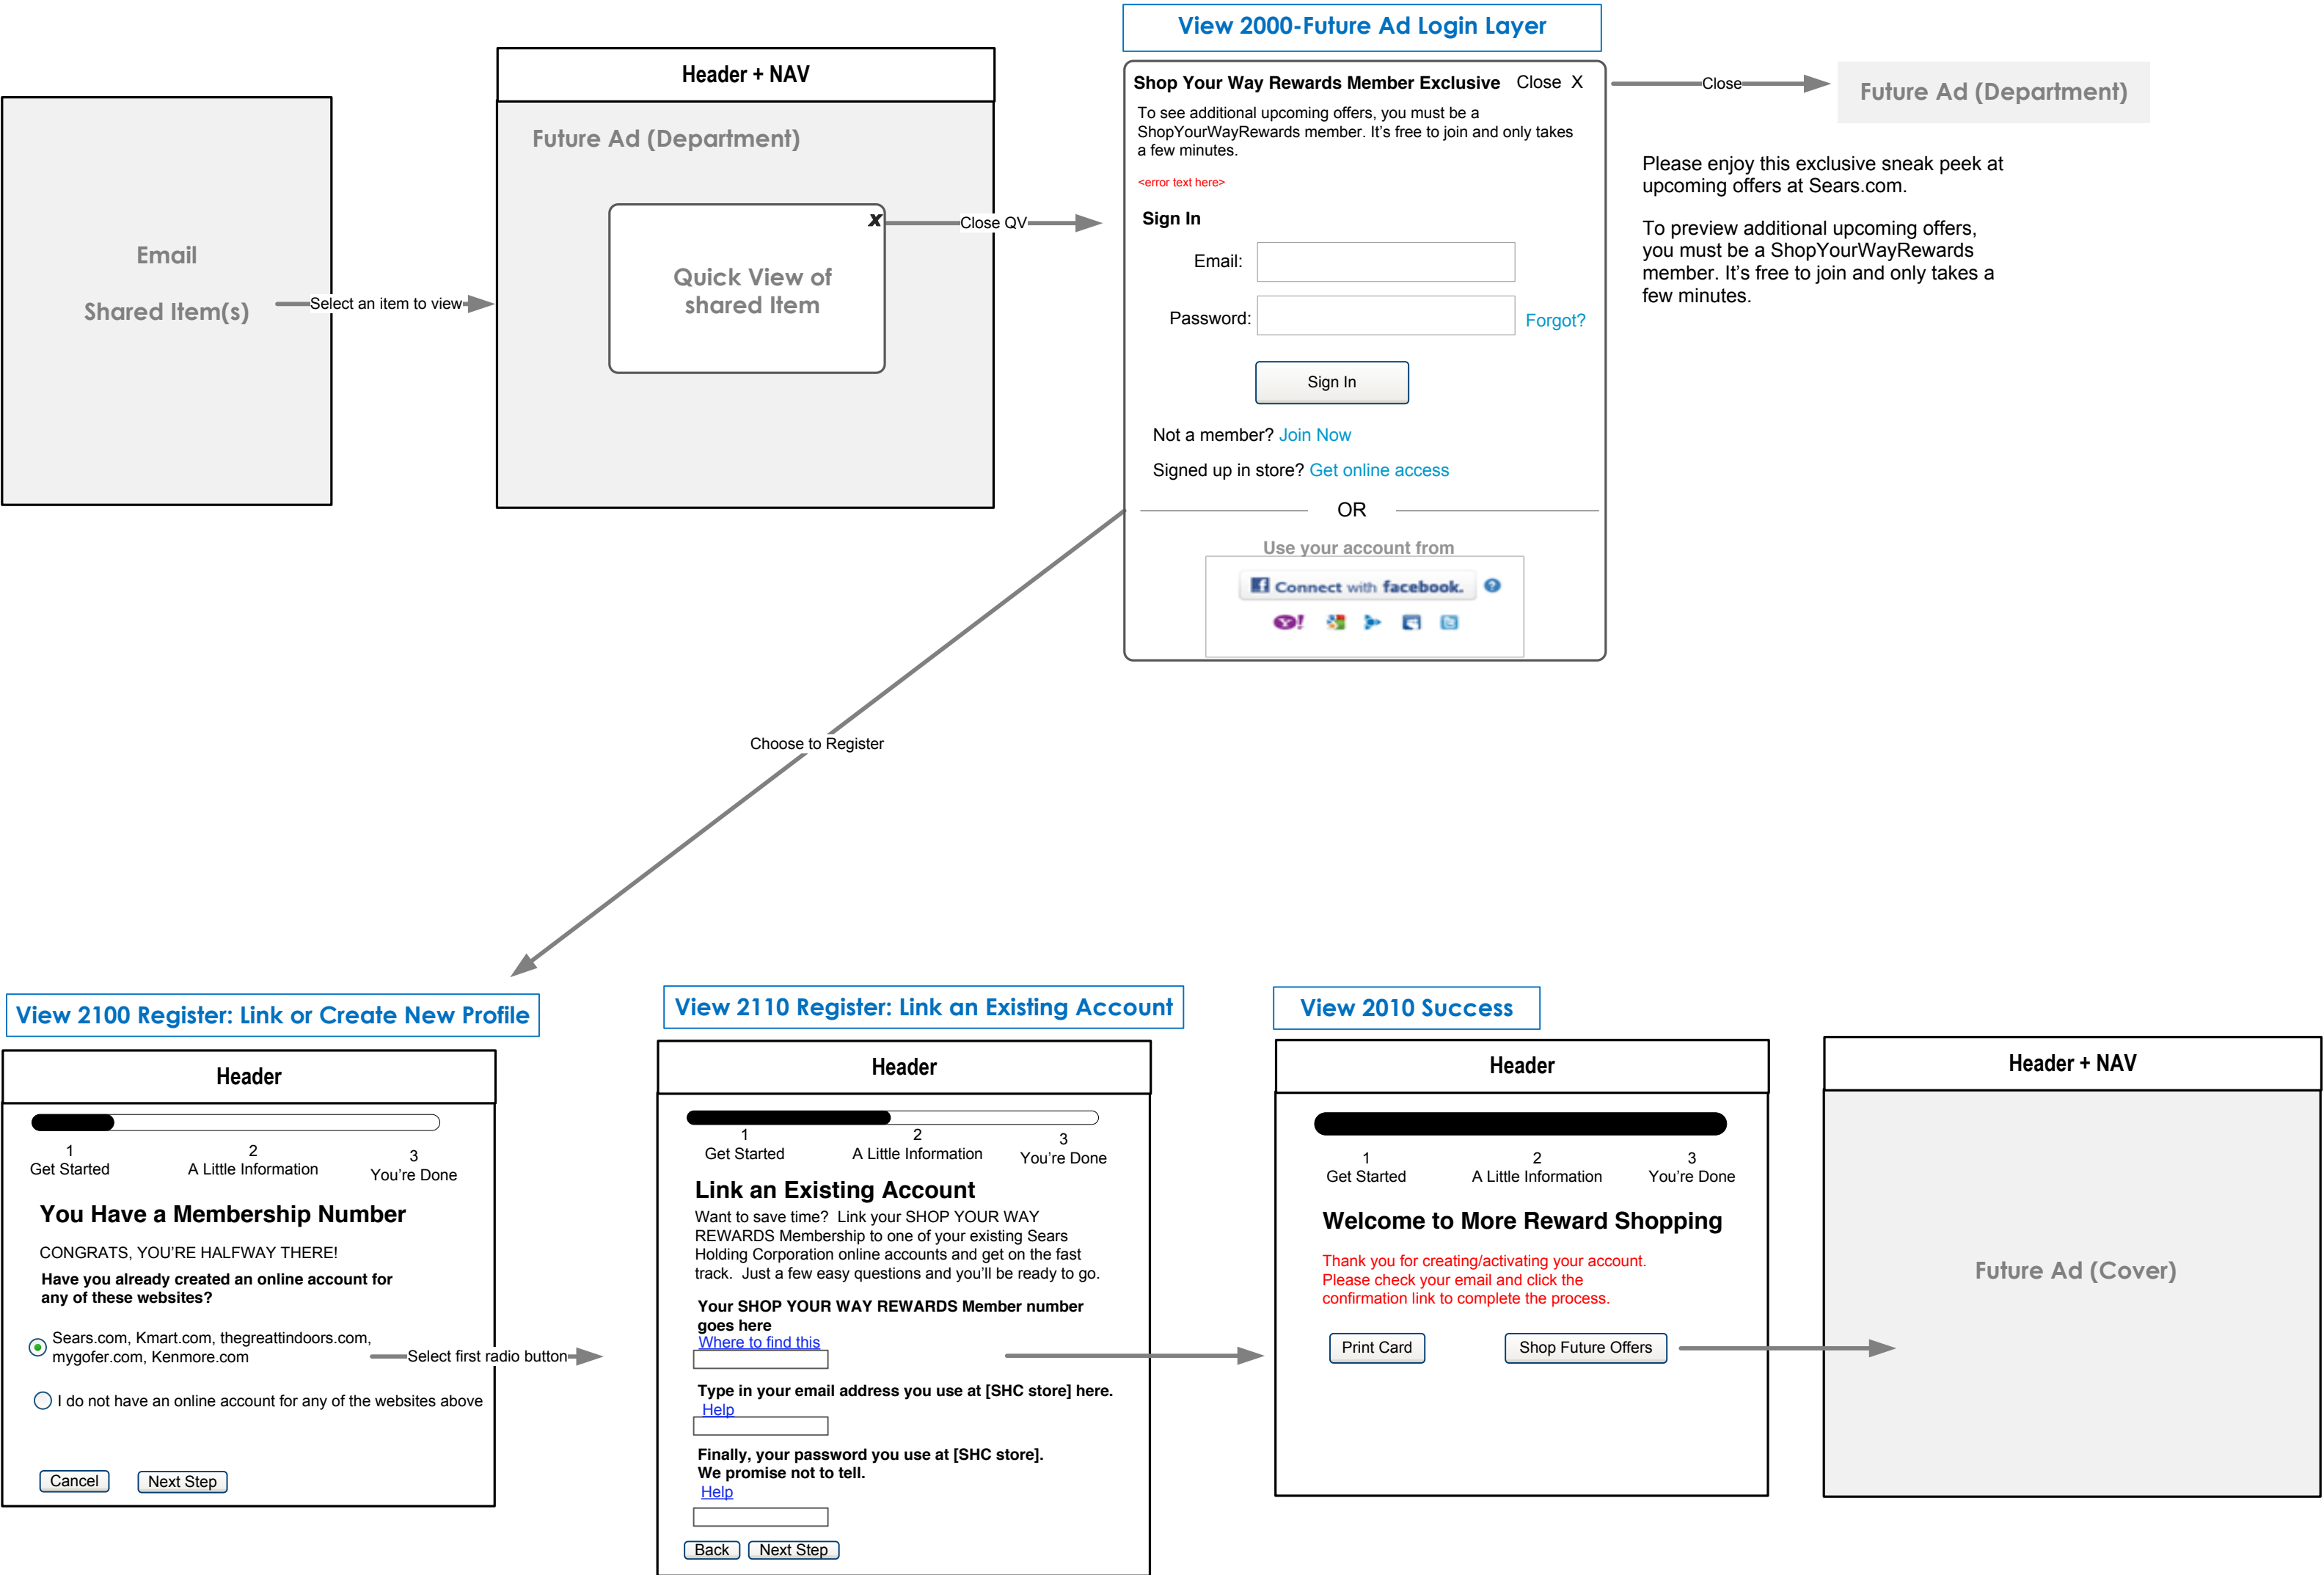 View 2000-Future Ad Login Layer
Header + NAV
Future Ad (Department)
Email
Shared Item(s)
Select an item to view
Quick View of
shared Item
x
Close QV
Shop Your Way Rewards Member Exclusive Close X
To see additional upcoming offers, you must be a
ShopYourWayRewards member. It's free to join and only takes
a few minutes.
<error text here>
Sign In
Email:
Password:
Forgot?
Sign In
Not a member? Join Now
Signed up in store? Get online access
OR
Use your account from
Connect with facebook. ?
Y!
Close
Future Ad (Department)
Please enjoy this exclusive sneak peek at
upcoming offers at Sears.com.
To preview additional upcoming offers,
you must be a ShopYourWayRewards
member. It's free to join and only takes a
few minutes.
Choose to Register
View 2100 Register: Link or Create New Profile
Header
1
Get Started
2
A Little Information
3
You're Done
You Have a Membership Number
CONGRATS, YOU'RE HALFWAY THERE!
Have you already created an online account for
any of these websites?
Sears.com, Kmart.com, thegreattindoors.com,
mygofer.com, Kenmore.com
Select first radio button
I do not have an online account for any of the websites above
Cancel
Next Step
View 2110 Register: Link an Existing Account
Header
1
Get Started
2
A Little Information
3
You're Done
Link an Existing Account
Want to save time? Link your SHOP YOUR WAY
REWARDS Membership to one of your existing Sears
Holding Corporation online accounts and get on the fast
track. Just a few easy questions and you'll be ready to go.
Your SHOP YOUR WAY REWARDS Member number
goes here
Where to find this
Type in your email address you use at [SHC store] here.
Help
Finally, your password you use at [SHC store].
We promise not to tell.
Help
Back
Next Step
View 2010 Success
Header
1
Get Started
2
A Little Information
3
You're Done
Welcome to More Reward Shopping
Thank you for creating/activating your account.
Please check your email and click the
confirmation link to complete the process.
Print Card
Shop Future Offers
Header + NAV
Future Ad (Cover)